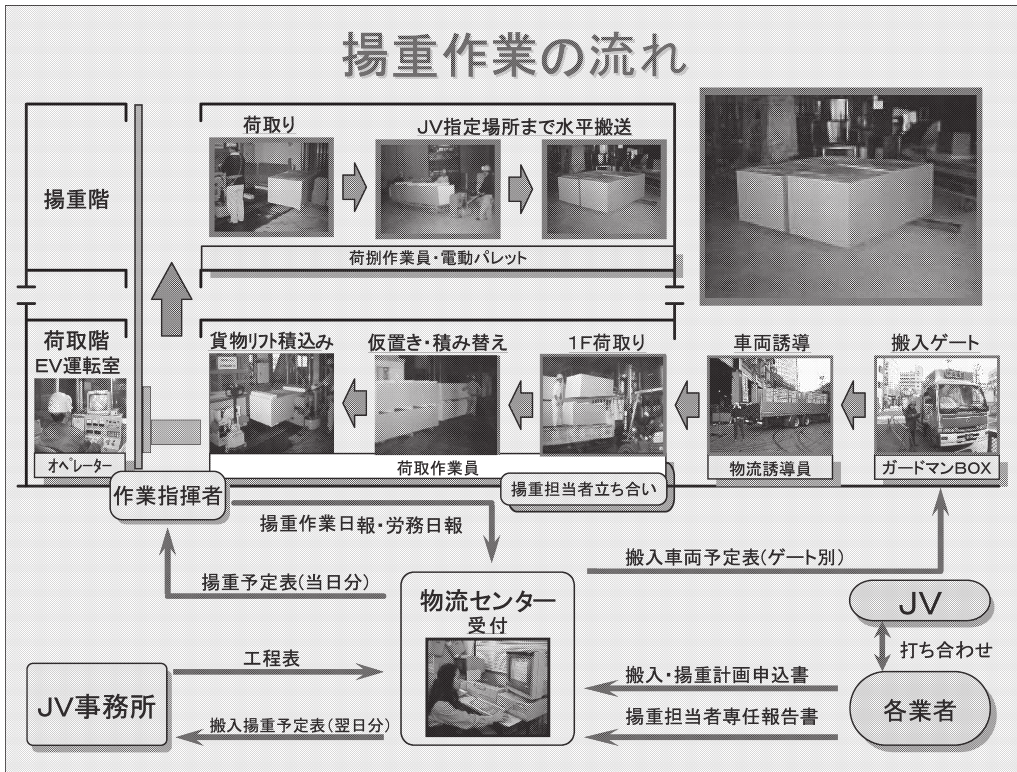 揚重作業の流れ
揚重階
荷取り
JV指定場所まで水平搬送
荷捌作業員・電動パレット
荷取階
EV運転室
オペレーター
貨物リフト積込み
仮置き・積み替え
1F荷取り
車両誘導
搬入ゲート
荷取作業員
物流誘導員
ガードマンBOX
作業指揮者
揚重担当者立ち合い
揚重作業日報・労務日報
搬入車両予定表(ゲート別)
揚重予定表(当日分)
物流センター
受付
JV
打ち合わせ
工程表
搬入・揚重計画申込書
JV事務所
各業者
搬入揚重予定表(翌日分)
揚重担当者専任報告書